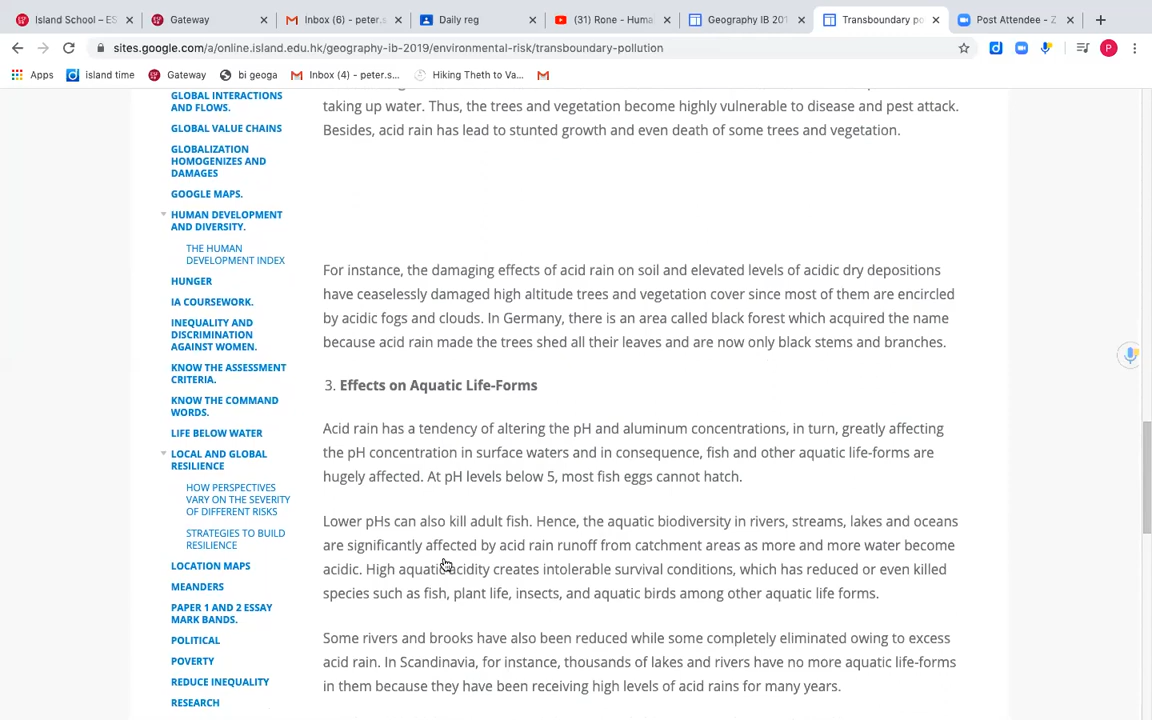 Island School – ES
Gateway
Inbox (6) - peter.s
Daily reg
(31) Rone - Huma
Geography IB 201
Transboundary po
Post Attendee - Z
sites.google.com/a/online.island.edu.hk/geography-ib-2019/environmental-risk/transboundary-pollution
P
Apps
island time
Gateway
bi geoga
Inbox (4) - peter.s...
Hiking Theth to Va...
GLOBAL INTERACTIONS
AND FLOWS.
GLOBAL VALUE CHAINS
GLOBALIZATION
HOMOGENIZES AND
DAMAGES
GOOGLE MAPS.
HUMAN DEVELOPMENT
AND DIVERSITY.
THE HUMAN
DEVELOPMENT INDEX
HUNGER
IA COURSEWORK.
INEQUALITY AND
DISCRIMINATION
AGAINST WOMEN.
KNOW THE ASSESSMENT
CRITERIA.
KNOW THE COMMAND
WORDS.
LIFE BELOW WATER
LOCAL AND GLOBAL
RESILIENCE
HOW PERSPECTIVES
VARY ON THE SEVERITY
OF DIFFERENT RISKS
STRATEGIES TO BUILD
RESILIENCE
LOCATION MAPS
MEANDERS
PAPER 1 AND 2 ESSAY
MARK BANDS.
POLITICAL
POVERTY
REDUCE INEQUALITY
RESEARCH
taking up water. Thus, the trees and vegetation become highly vulnerable to disease and pest attack.
Besides, acid rain has lead to stunted growth and even death of some trees and vegetation.
For instance, the damaging effects of acid rain on soil and elevated levels of acidic dry depositions
have ceaselessly damaged high altitude trees and vegetation cover since most of them are encircled
by acidic fogs and clouds. In Germany, there is an area called black forest which acquired the name
because acid rain made the trees shed all their leaves and are now only black stems and branches.
3. Effects on Aquatic Life-Forms
Acid rain has a tendency of altering the pH and aluminum concentrations, in turn, greatly affecting
the pH concentration in surface waters and in consequence, fish and other aquatic life-forms are
hugely affected. At pH levels below 5, most fish eggs cannot hatch.
Lower pHs can also kill adult fish. Hence, the aquatic biodiversity in rivers, streams, lakes and oceans
are significantly affected by acid rain runoff from catchment areas as more and more water become
acidic. High aquatic acidity creates intolerable survival conditions, which has reduced or even killed
species such as fish, plant life, insects, and aquatic birds among other aquatic life forms.
Some rivers and brooks have also been reduced while some completely eliminated owing to excess
acid rain. In Scandinavia, for instance, thousands of lakes and rivers have no more aquatic life-forms
in them because they have been receiving high levels of acid rains for many years.